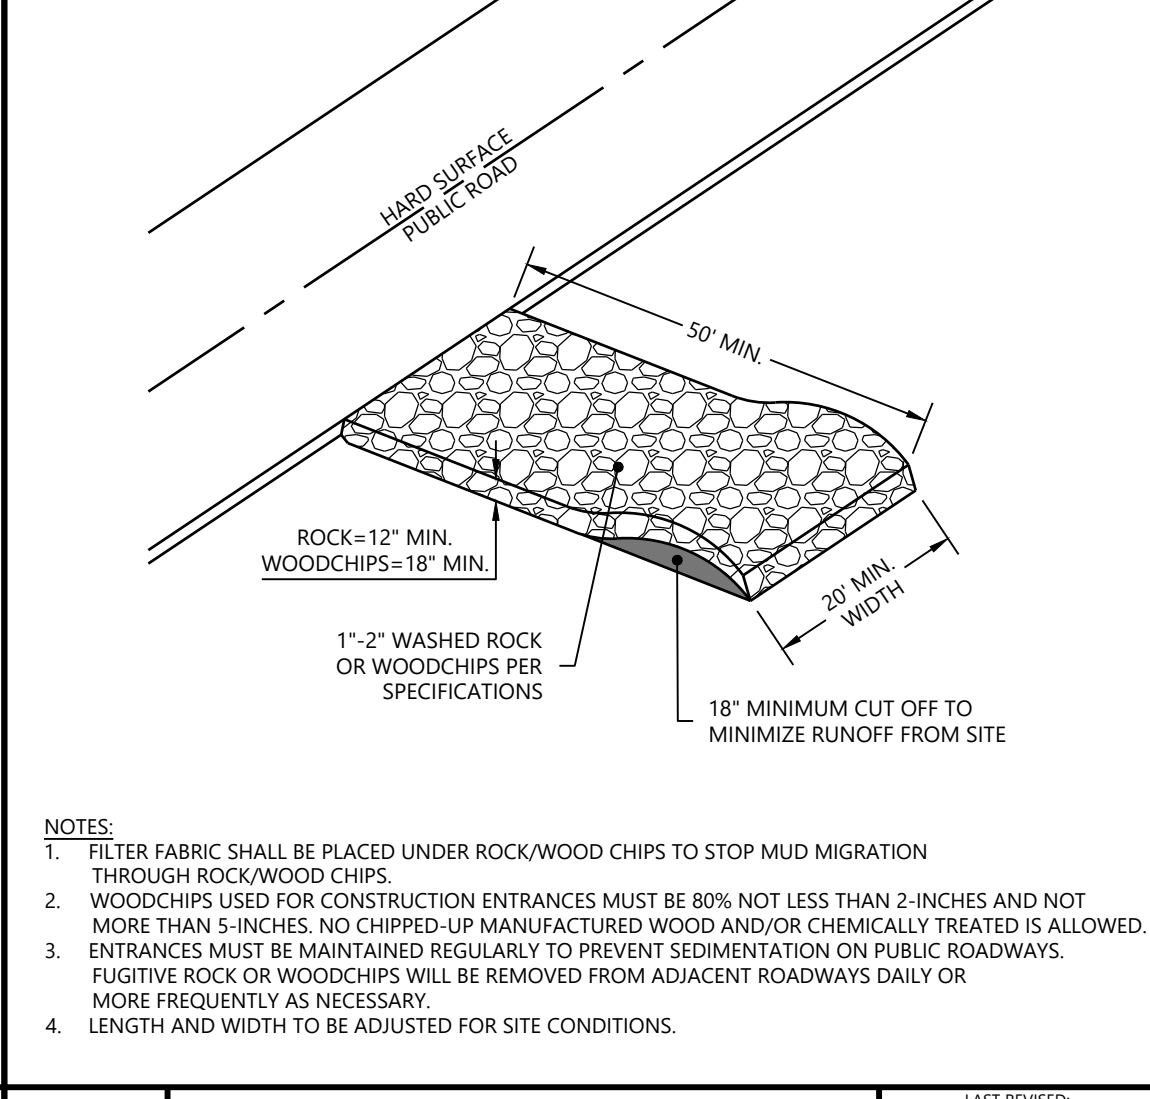 HARD SURFACE
PUBLIC ROAD
50' MIN.
ROCK=12" MIN.
WOODCHIPS=18" MIN.
20' MIN.
WIDTH
1"-2" WASHED ROCK
OR WOODCHIPS PER
SPECIFICATIONS
18" MINIMUM CUT OFF TO
MINIMIZE RUNOFF FROM SITE
NOTES:
1. FILTER FABRIC SHALL BE PLACED UNDER ROCK/WOOD CHIPS TO STOP MUD MIGRATION
THROUGH ROCK/WOOD CHIPS.
2. WOODCHIPS USED FOR CONSTRUCTION ENTRANCES MUST BE 80% NOT LESS THAN 2-INCHES AND NOT
MORE THAN 5-INCHES. NO CHIPPED-UP MANUFACTURED WOOD AND/OR CHEMICALLY TREATED IS ALLOWED.
3. ENTRANCES MUST BE MAINTAINED REGULARLY TO PREVENT SEDIMENTATION ON PUBLIC ROADWAYS.
FUGITIVE ROCK OR WOODCHIPS WILL BE REMOVED FROM ADJACENT ROADWAYS DAILY OR
MORE FREQUENTLY AS NECESSARY.
4. LENGTH AND WIDTH TO BE ADJUSTED FOR SITE CONDITIONS.
LAST REVISED: